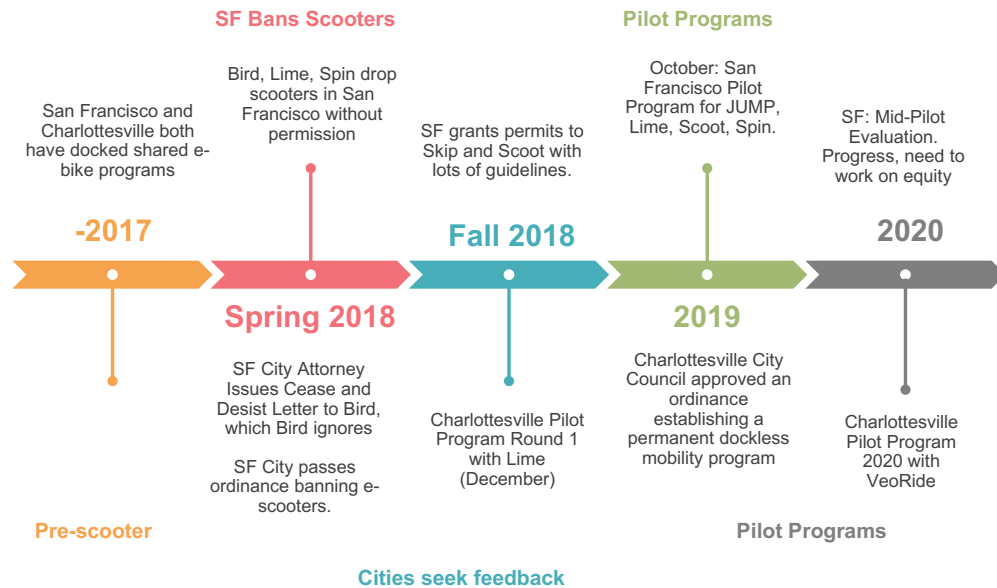 SF Bans Scooters
Pilot Programs
San Francisco and
Charlottesville both
have docked shared e-
bike programs
Bird, Lime, Spin drop
scooters in San
Francisco without
permission
SF grants permits to
Skip and Scoot with
lots of guidelines.
October: San
Francisco Pilot
Program for JUMP,
Lime, Scoot, Spin.
SF: Mid-Pilot
Evaluation.
Progress, need to
work on equity
-2017
Spring 2018
Fall 2018
2019
2020
SF City Attorney
Issues Cease and
Desist Letter to Bird,
which Bird ignores
SF City passes
ordinance banning e-
scooters.
Charlottesville Pilot
Program Round 1
with Lime
(December)
Charlottesville City
Council approved an
ordinance
establishing a
permanent dockless
mobility program
Charlottesville
Pilot Program
2020 with
VeoRide
Pre-scooter
Pilot Programs
Cities seek feedback